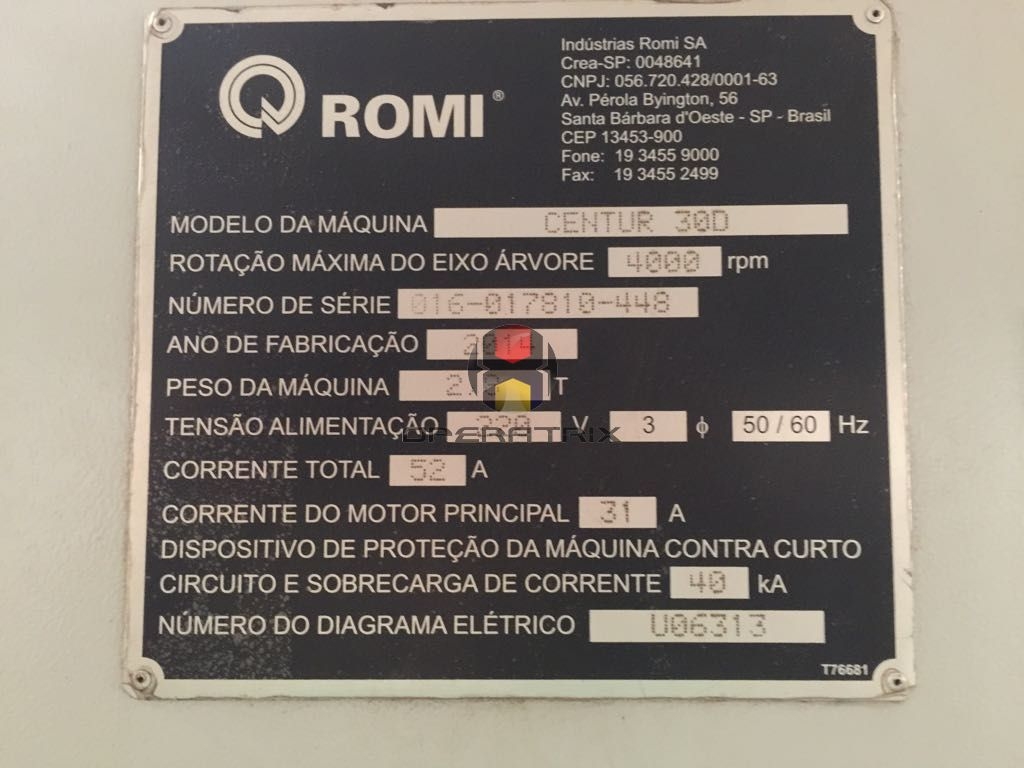 ROMI®
Indústrias Romi SA
Crea-SP: 0048641
CNPJ: 056.720.428/0001-63
Av. Pérola Byington, 56
Santa Bárbara d'Oeste - SP - Brasil
CEP 13453-900
Fone: 19 3455 9000
Fax: 19 3455 2499
MODELO DA MÁQUINA CENTUR 30D
ROTAÇÃO MÁXIMA DO EIXO ÁRVORE 4000 rpm
NÚMERO DE SÉRIE 016-017810-448
ANO DE FABRICAÇÃO 2014
PESO DA MÁQUINA T
TENSÃO ALIMENTAÇÃO 220 V 3 ϕ 50/60 Hz
OPERATRIX
CORRENTE TOTAL 52 A
CORRENTE DO MOTOR PRINCIPAL 31 A
DISPOSITIVO DE PROTEÇÃO DA MÁQUINA CONTRA CURTO
CIRCUITO E SOBRECARGA DE CORRENTE 40 kA
NÚMERO DO DIAGRAMA ELÉTRICO U06313
T76681